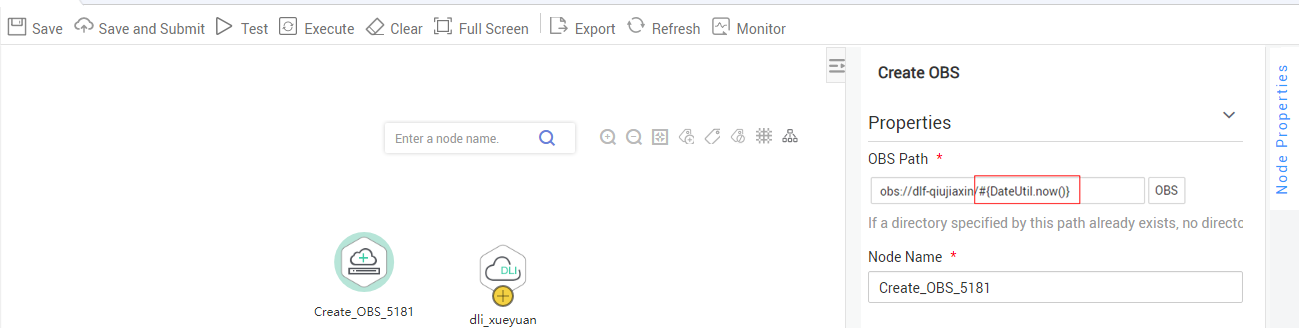 Save Save and Submit Test Execute Clear Full Screen Export Refresh Monitor
Create OBS
Enter a node name.
Properties
OBS Path *
obs://dlf-qiujiaxin/#{DateUtil.now()} OBS
If a directory specified by this path already exists, no directo
Node Name *
Create_OBS_5181
DLI
Create_OBS_5181
dli_xueyuan
Node Properties